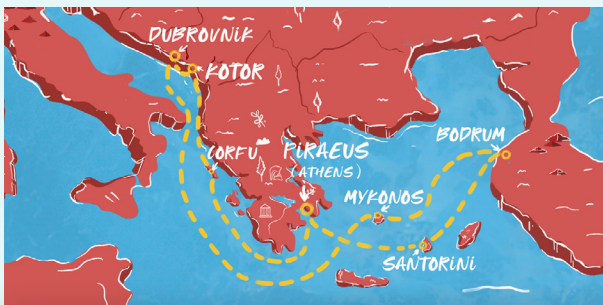 DUBROVNIK
KOTOR
CORFU
PIRAEUS
(ATHENS)
BODRUM
MYKONOS
SANTORINI